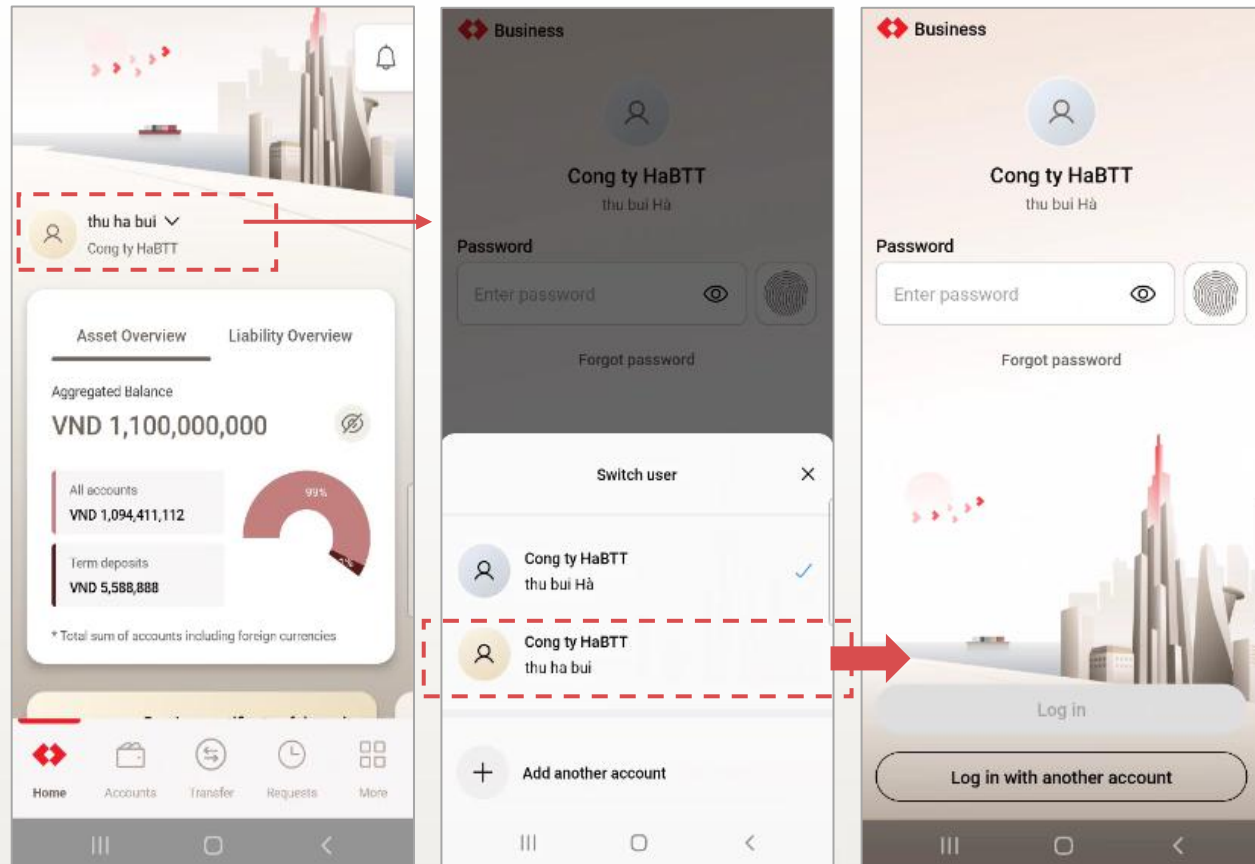 thu ha bui
Cong ty HaBTT
Asset Overview
Liability Overview
Aggregated Balance
VND 1,100,000,000
All accounts
VND 1,094,411,112
99%
Term deposits
VND 5,588,888
* Total sum of accounts including foreign currencies
Home
Accounts
Transfer
Requests
More
Business
Cong ty HaBTT
thu bui Hà
Password
Enter password
Forgot password
Switch user
Cong ty HaBTT
thu bui Hà
Cong ty HaBTT
thu ha bui
Add another account
Business
Cong ty HaBTT
thu bui Hà
Password
Enter password
Forgot password
Log in
Log in with another account